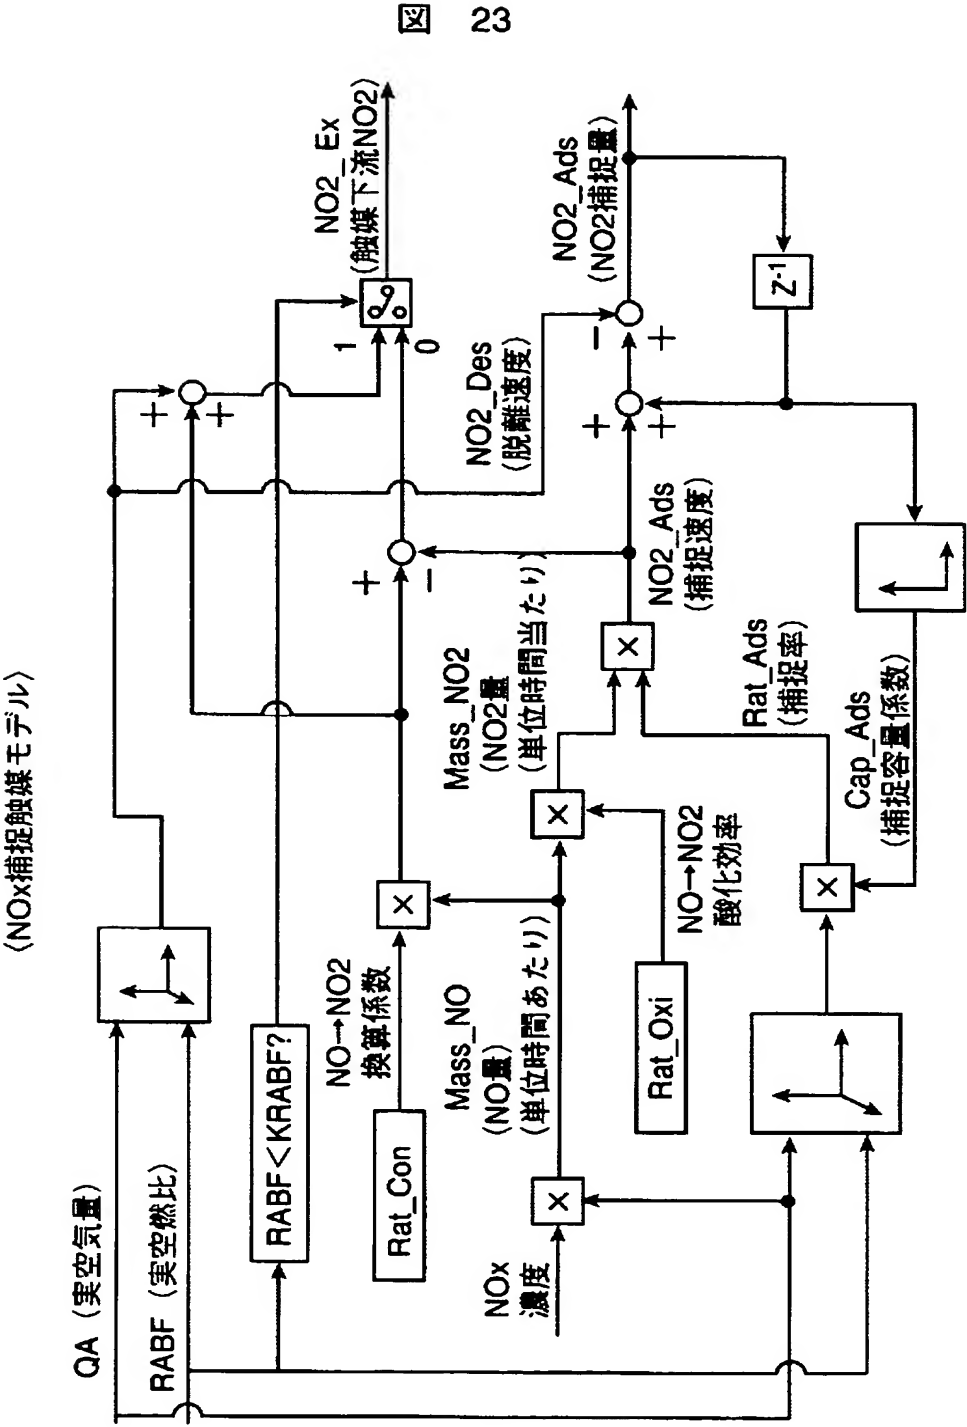 図 23
〈NOx捕捉触媒モデル〉
QA（実空気量）
RABF（実空燃比）
RABF<KRABF?
NO→NO2
換算係数
Rat_Con
NOx
濃度
×
×
Mass_NO
(NO量)
(単位時間あたり)
Rat_Oxi
NO→NO2
酸化効率
×
Mass_NO2
(NO2量)
(単位時間当たり)
×
×
Rat_Ads
(捕捉率)
Cap_Ads
(捕捉容量係数)
NO2_Ads
(捕捉速度)
NO2_Des
(脱離速度)
+
+
+
−
+
+
−
+
1
0
Z-1
NO2_Ex
(触媒下流NO2)
NO2_Ads
(NO2捕捉量)